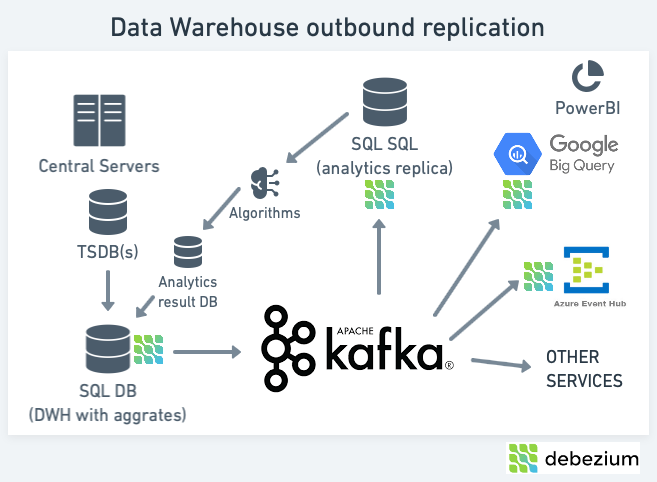 Data Warehouse outbound replication
Central Servers
TSDB(s)
SQL DB
(DWH with aggrates)
Analytics
result DB
Algorithms
SQL SQL
(analytics replica)
APACHE
kafka®
PowerBI
Google
Big Query
Azure Event Hub
OTHER
SERVICES
debezium